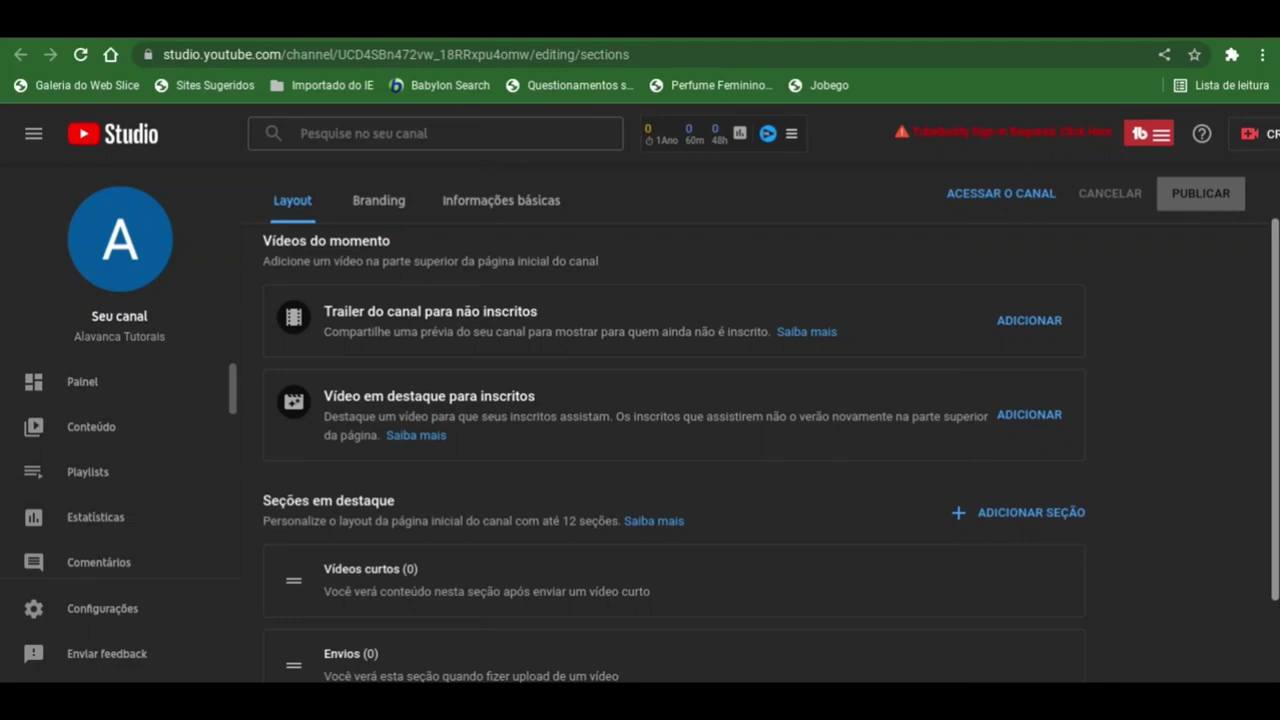 studio.youtube.com/channel/UCD4SBn472vw_18RRxpu4omw/editing/sections
Galeria do Web Slice Sites Sugeridos Importado do IE Babylon Search Questionamentos s... Perfume Feminino... Jobego Lista de leitura
Studio Pesquise no seu canal 0 0 0 TubeBuddy Sign-in Required. Click Here tb CR
1Ano 60m 48h
A
Seu canal
Alavanca Tutorais
Painel
Conteúdo
Playlists
Estatísticas
Comentários
Configurações
Enviar feedback
Layout Branding Informações básicas ACESSAR O CANAL CANCELAR PUBLICAR
Vídeos do momento
Adicione um vídeo na parte superior da página inicial do canal
Trailer do canal para não inscritos
Compartilhe uma prévia do seu canal para mostrar para quem ainda não é inscrito. Saiba mais
ADICIONAR
Vídeo em destaque para inscritos
Destaque um vídeo para que seus inscritos assistam. Os inscritos que assistirem não o verão novamente na parte superior
da página. Saiba mais
ADICIONAR
Seções em destaque
Personalize o layout da página inicial do canal com até 12 seções. Saiba mais
+ ADICIONAR SEÇÃO
Vídeos curtos (0)
Você verá conteúdo nesta seção após enviar um vídeo curto
Envios (0)
Você verá esta seção quando fizer upload de um vídeo